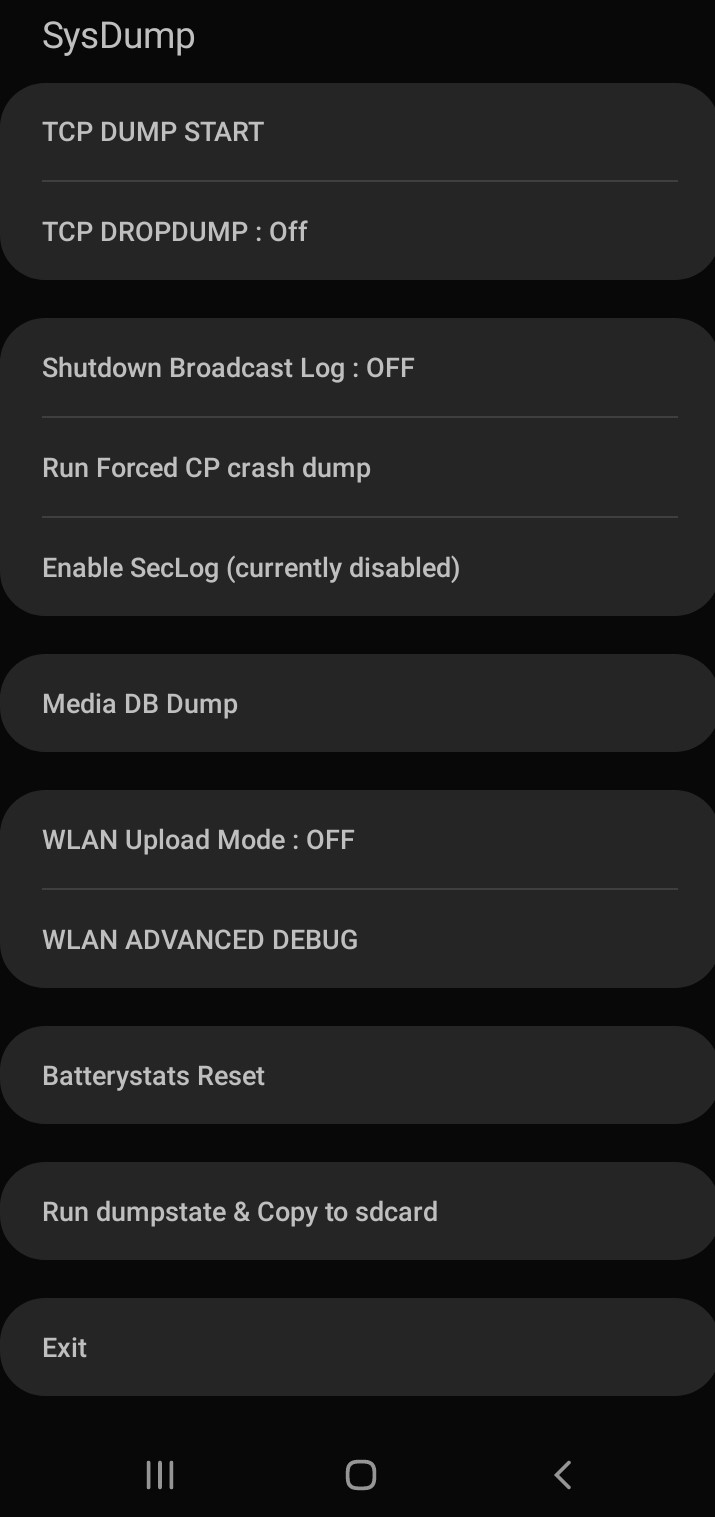 SysDump
TCP DUMP START
TCP DROPDUMP : Off
Shutdown Broadcast Log : OFF
Run Forced CP crash dump
Enable SecLog (currently disabled)
Media DB Dump
WLAN Upload Mode : OFF
WLAN ADVANCED DEBUG
Batterystats Reset
Run dumpstate & Copy to sdcard
Exit